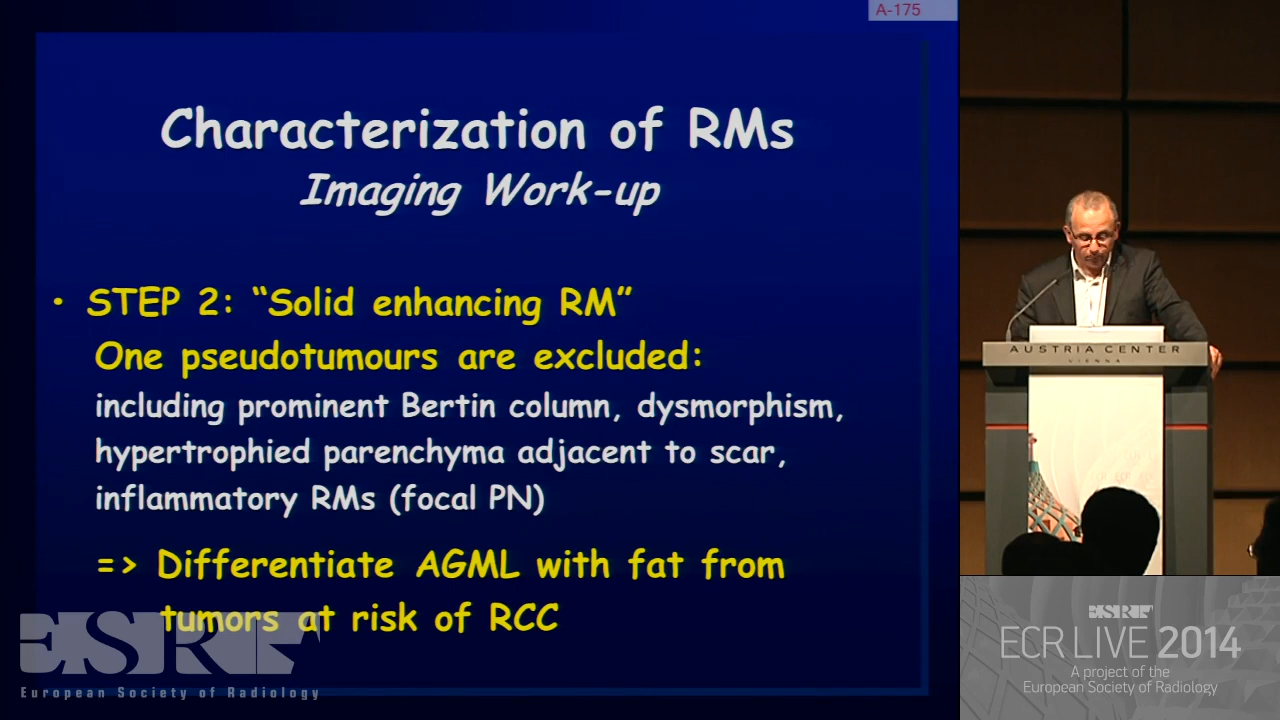 A-175
Characterization of RMs
Imaging Work-up
• STEP 2: “Solid enhancing RM”
One pseudotumours are excluded:
including prominent Bertin column, dysmorphism,
hypertrophied parenchyma adjacent to scar,
inflammatory RMs (focal PN)
=> Differentiate AGML with fat from
tumors at risk of RCC
ESRF
European Society of Radiology
AUSTRIA CENTER
VIENNA
ESRF
ECR LIVE 2014
A project of the
European Society of Radiology